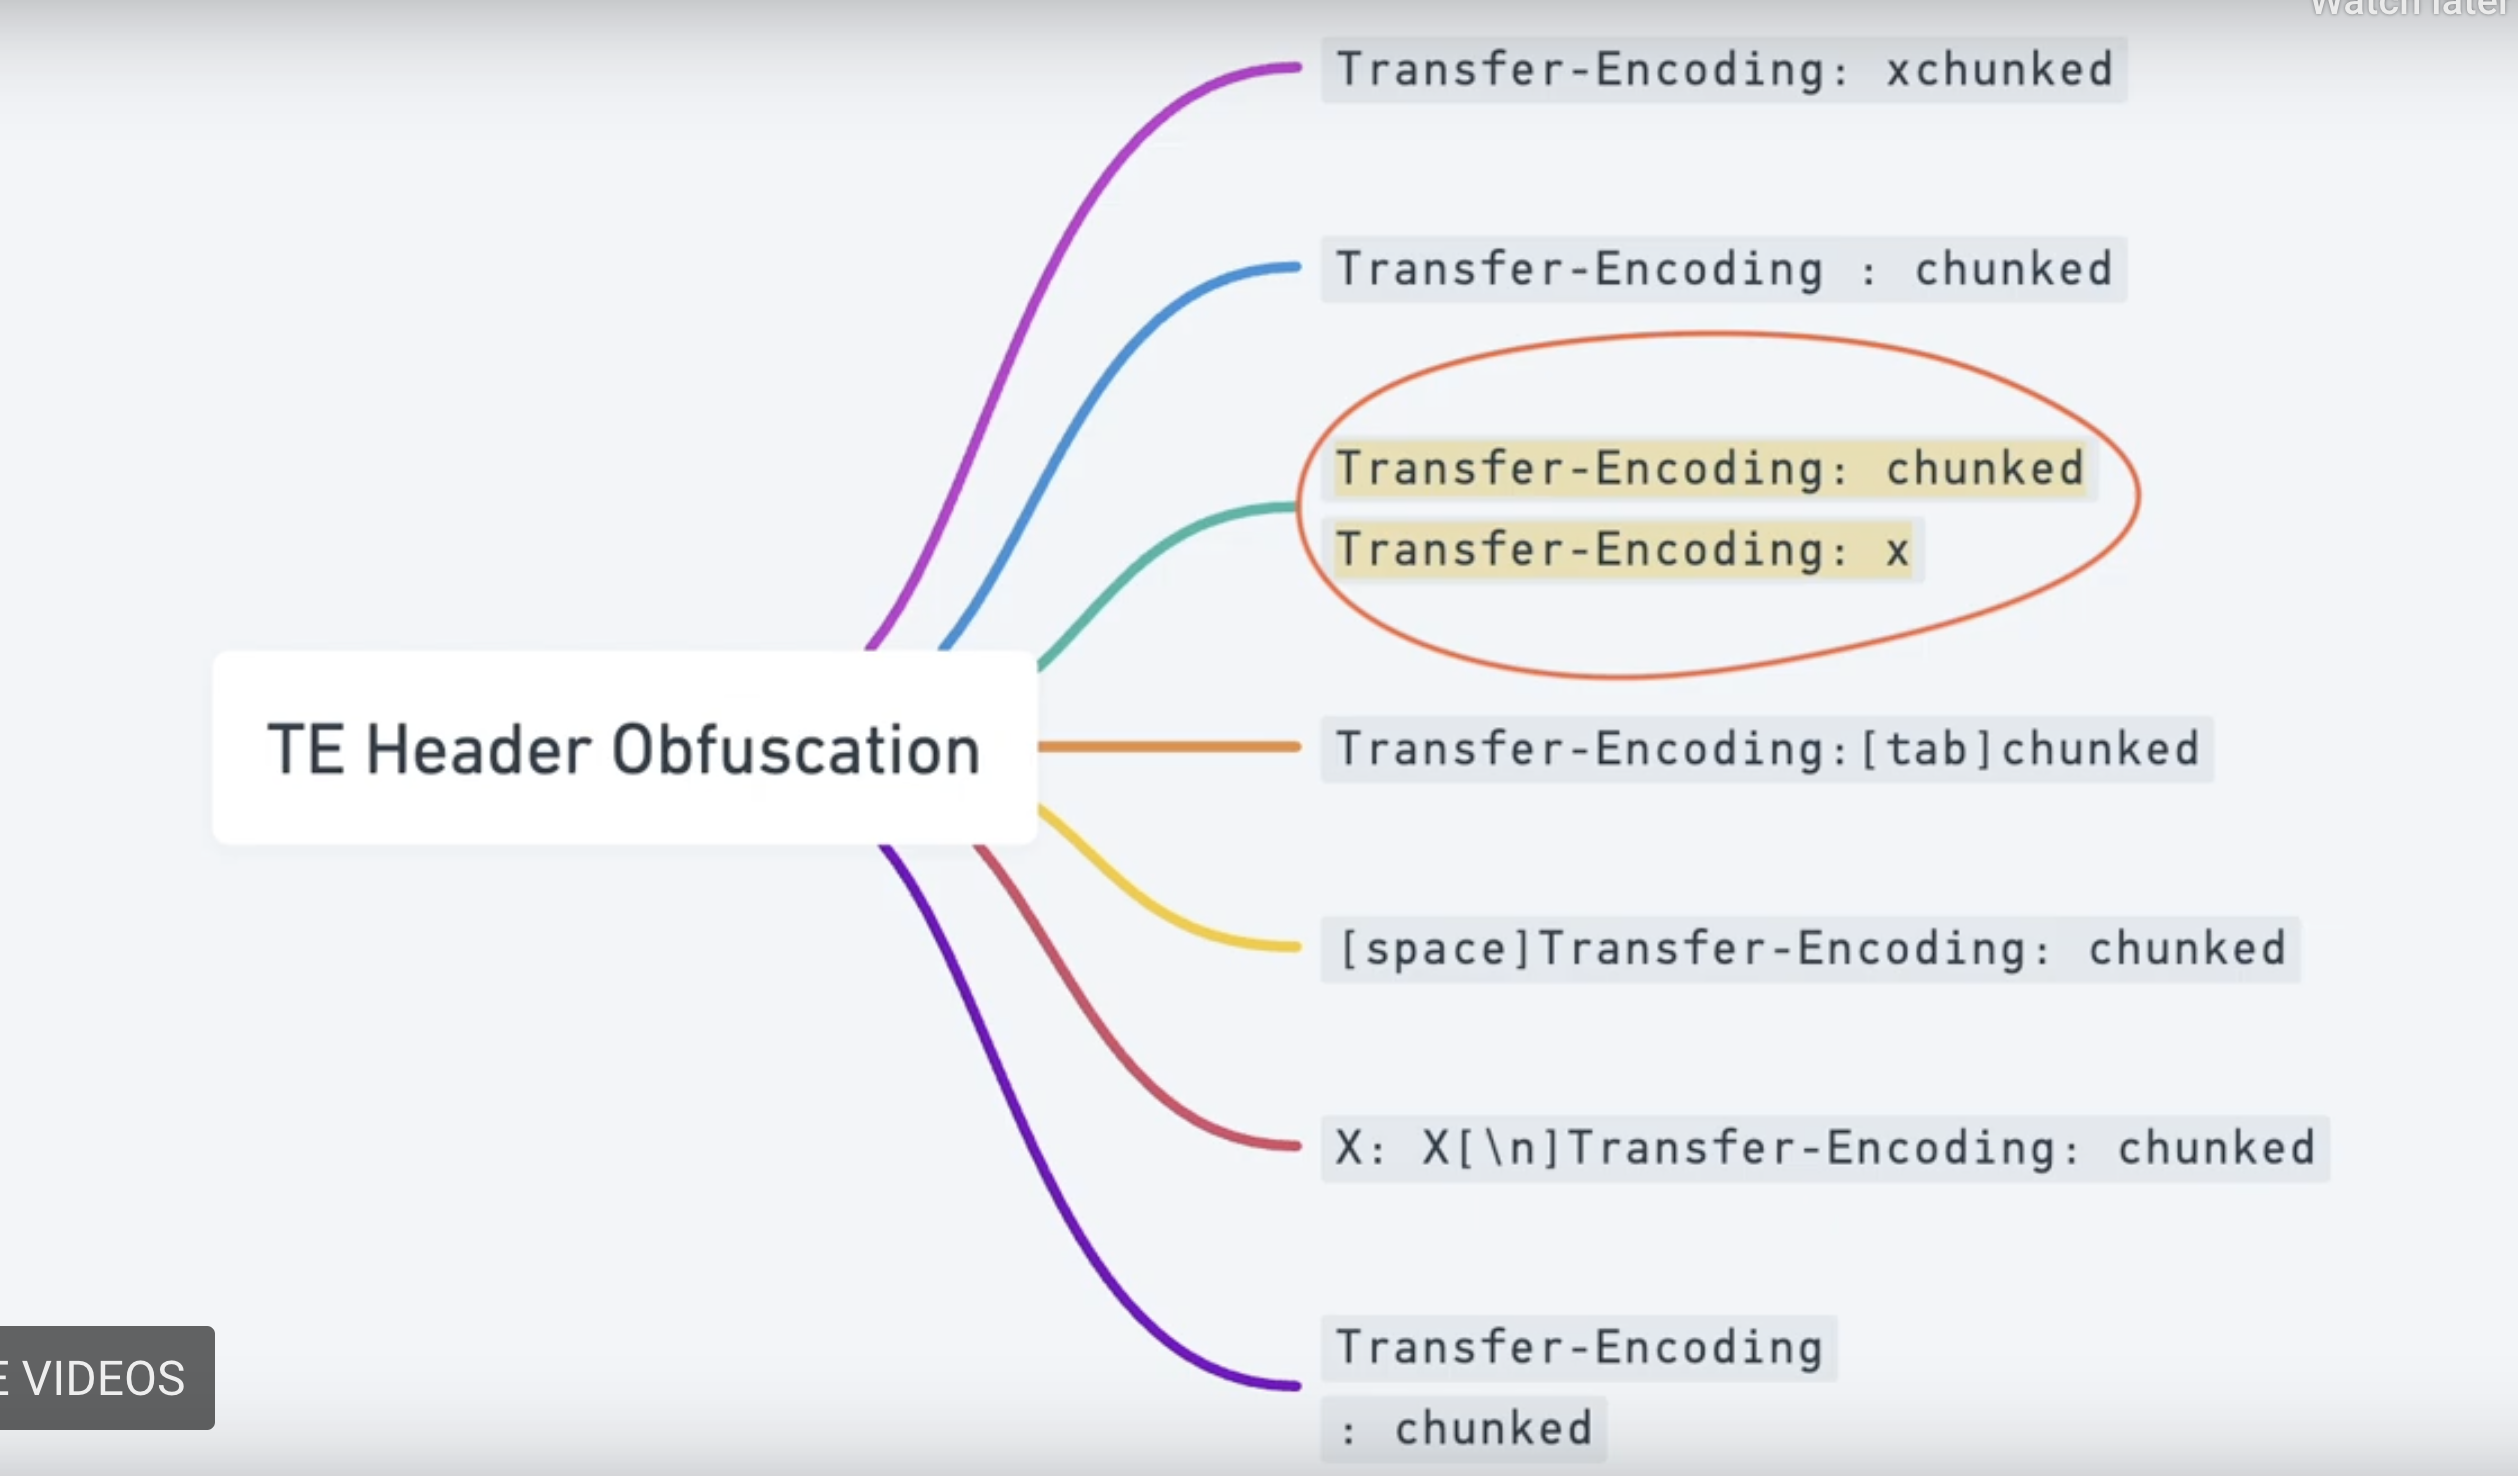 Watch later
Transfer-Encoding: xchunked
Transfer-Encoding : chunked
Transfer-Encoding: chunked
Transfer-Encoding: x
TE Header Obfuscation
Transfer-Encoding:[tab]chunked
[space]Transfer-Encoding: chunked
X: X[\n]Transfer-Encoding: chunked
Transfer-Encoding
: chunked
E VIDEOS